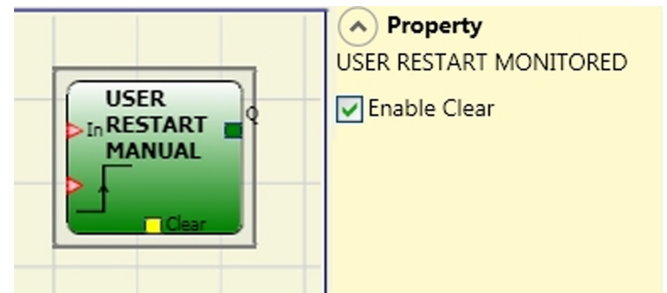 USER
In RESTART
MANUAL
Q
Clear
Property
USER RESTART MONITORED
Enable Clear